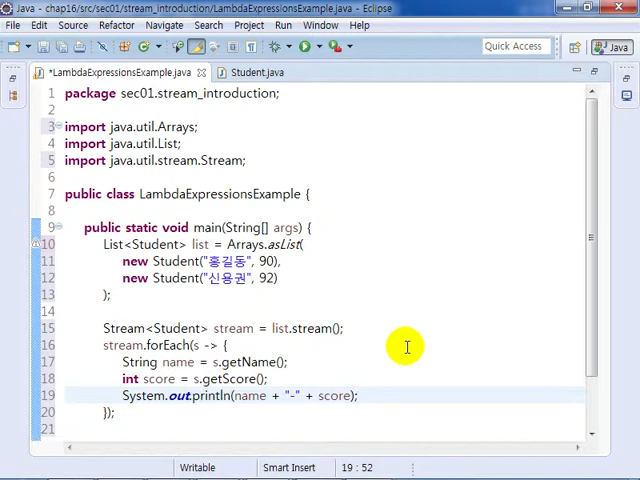 Java - chap16/src/sec01/stream_introduction/LambdaExpressionsExample.java - Eclipse
File Edit Source Refactor Navigate Search Project Run Window Help
Quick Access Java
*LambdaExpressionsExample.java Student.java
1 package sec01.stream_introduction;
2
3 import java.util.Arrays;
4 import java.util.List;
5 import java.util.stream.Stream;
6
7 public class LambdaExpressionsExample {
8
9 public static void main(String[] args) {
10 List<Student> list = Arrays.asList(
11 new Student("홍길동", 90),
12 new Student("신용권", 92)
13 );
14
15 Stream<Student> stream = list.stream();
16 stream.forEach(s -> {
17 String name = s.getName();
18 int score = s.getScore();
19 System.out.println(name + "-" + score);
20 });
21
Writable Smart Insert 19 : 52